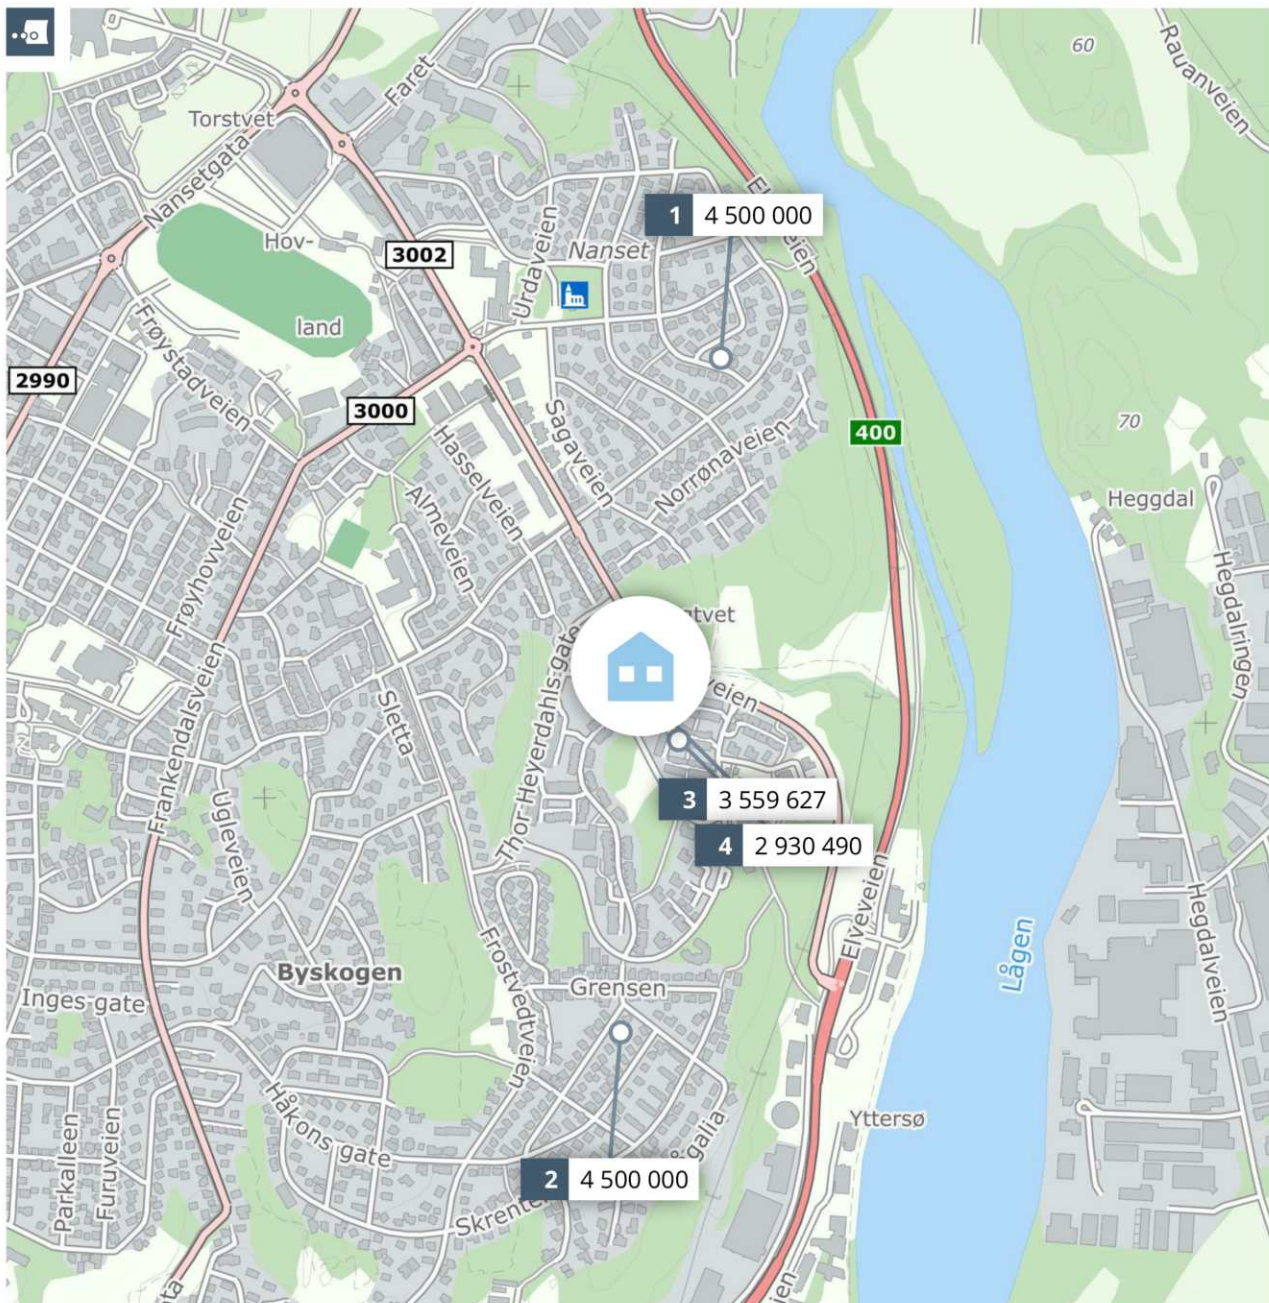 60
Rauanveien
Faret
Torstvet
Nansetgata
1 4 500 000
Urdaveien
Nanset
Hov-
3002
land
2990
Frøystadveien
3000
400
70
Sagaveien
Hasselveien
Norrønaveien
Heggdal
Almeveien
Frøyhovveien
Hegdalringen
Thor Heyerdahls gate
Sletta
Frankendalsveien
3 3 559 627
Ugleveien
4 2 930 490
Elveveien
Hegdalveien
Lågen
Byskogen
Frostvedtveien
Grensen
Inges gate
Håkons gate
Yttersø
Parkalleen
Furuveien
2 4 500 000